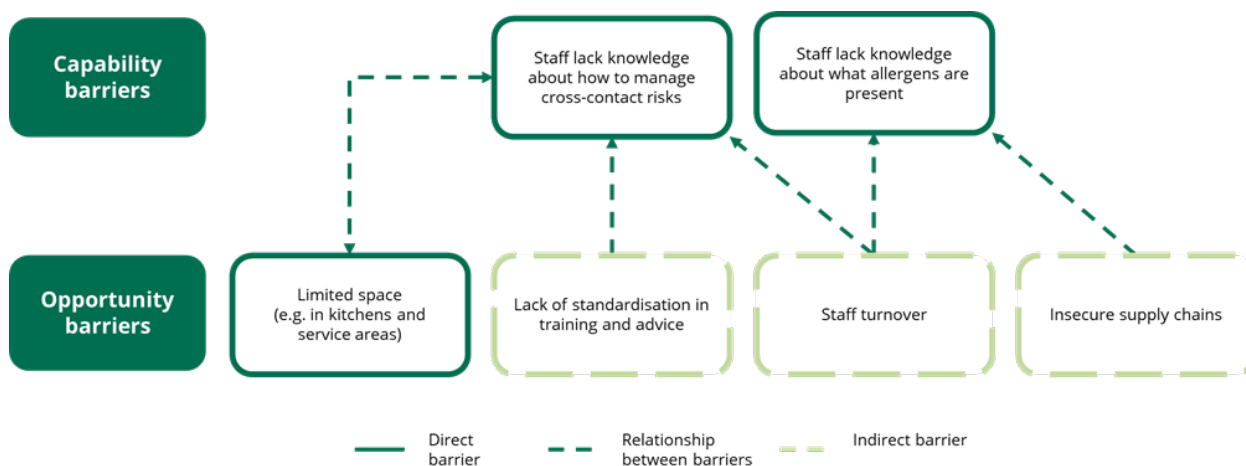 Capability
barriers
Staff lack knowledge
about how to manage
cross-contact risks
Staff lack knowledge
about what allergens are
present
Opportunity
barriers
Limited space
(e.g. in kitchens and
service areas)
Lack of standardisation in
training and advice
Staff turnover
Insecure supply chains
Direct
barrier
Relationship
between barriers
Indirect barrier